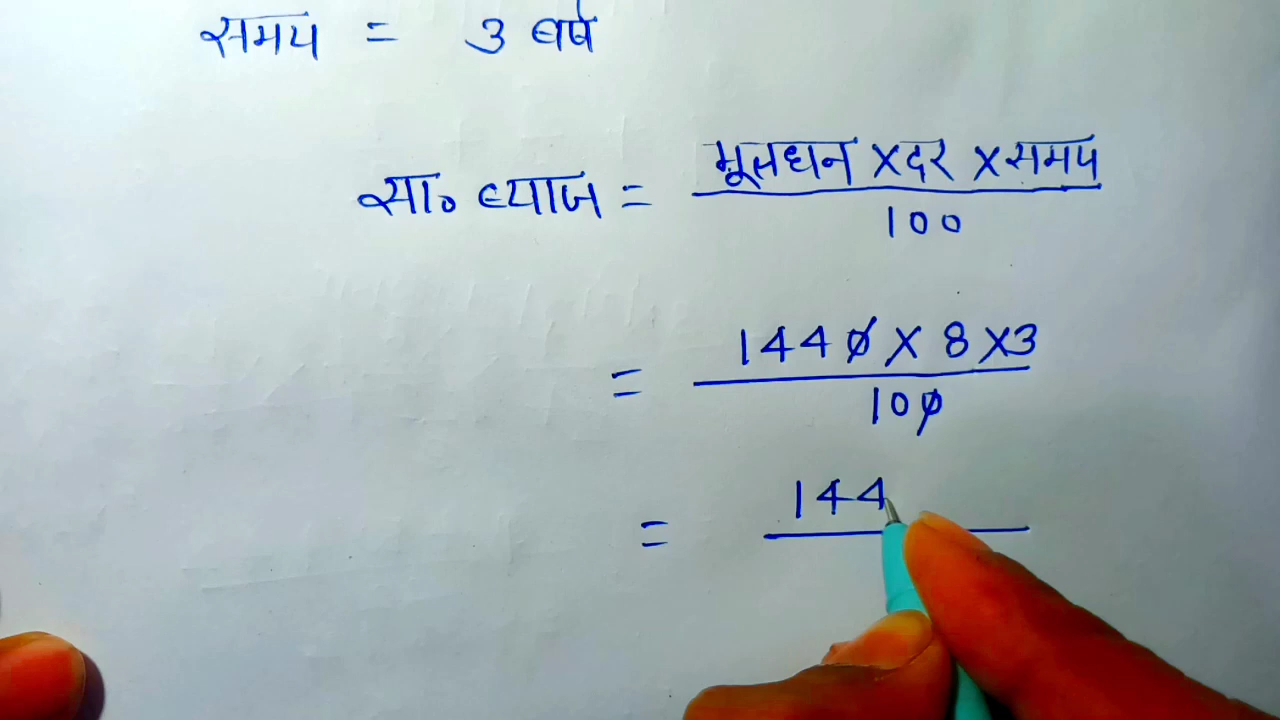 समय = 3 वर्ष
सा० ब्याज = मूलधन × दर × समय / 100
= 1440 × 8 × 3 / 100
= 144